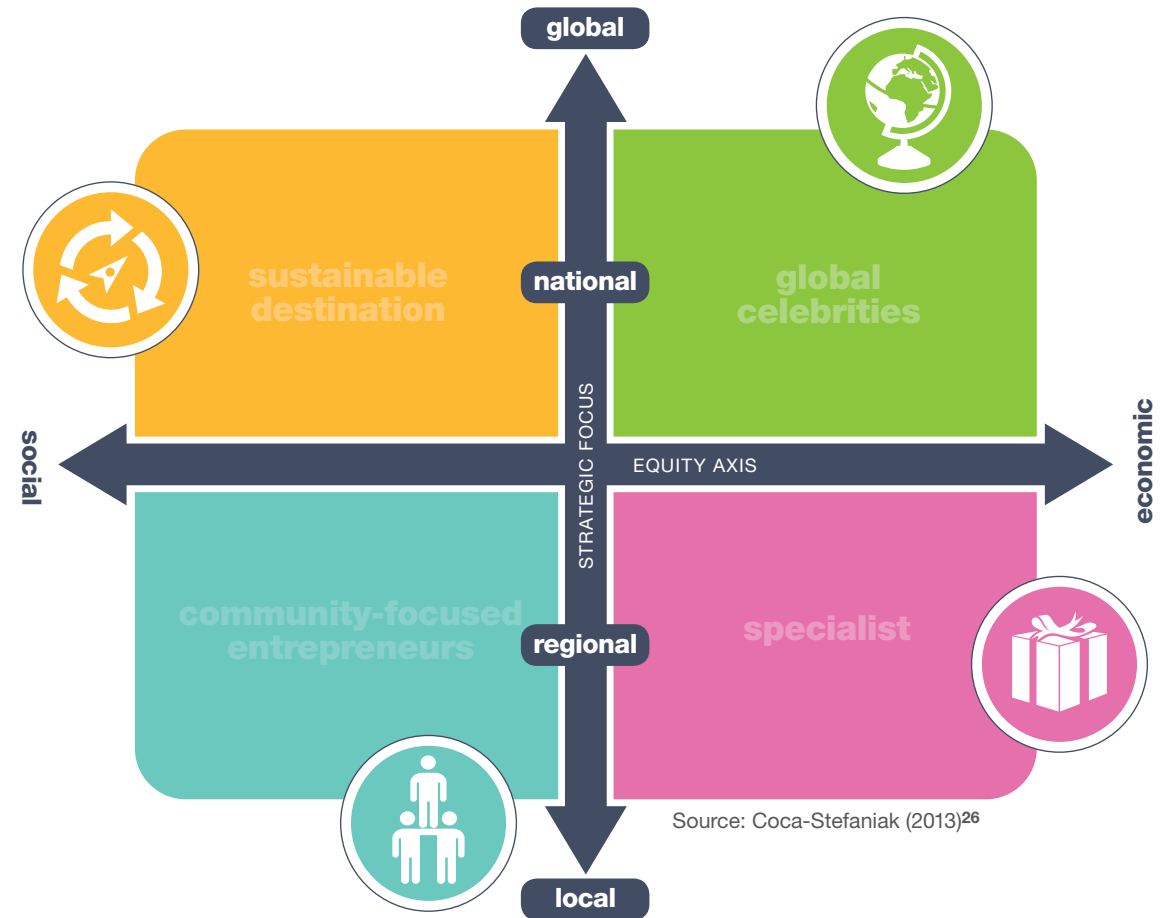 global
sustainable
destination
national
global
celebrities
social
STRATEGIC FOCUS
EQUITY AXIS
economic
community-focused
entrepreneurs
regional
specialist
Source: Coca-Stefaniak (2013)26
local